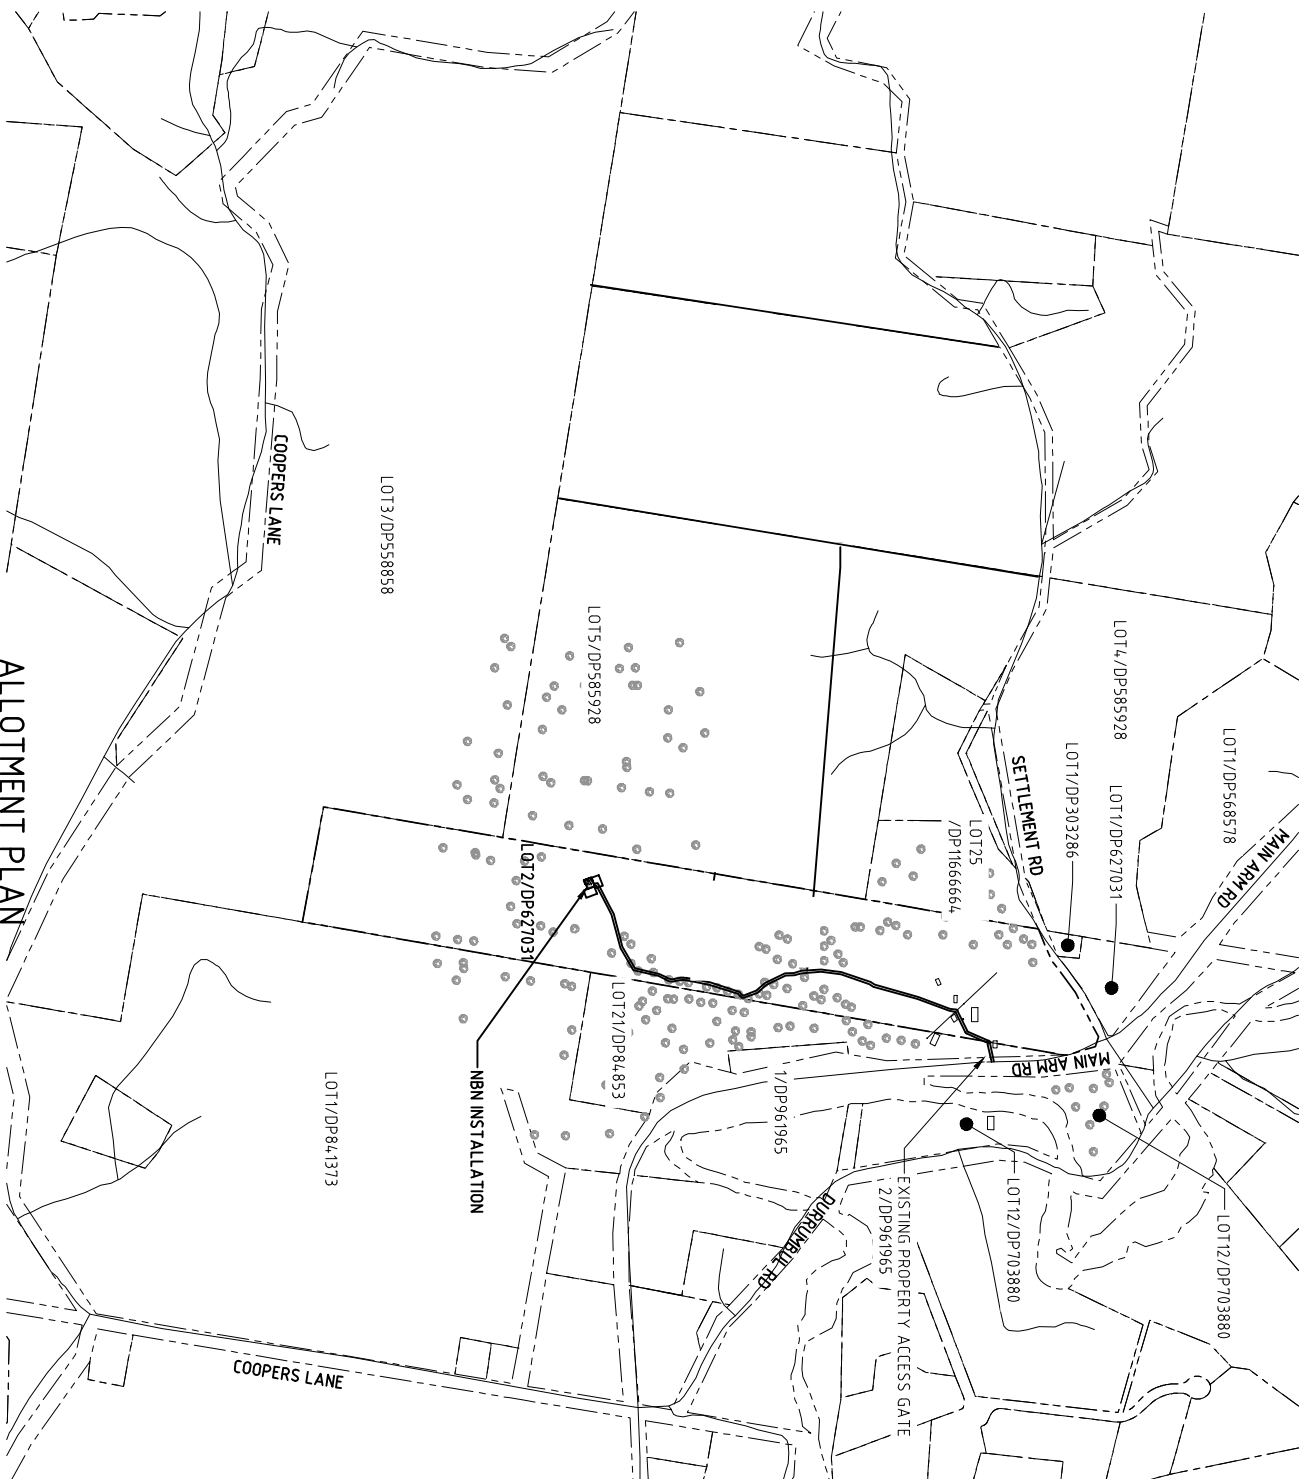 MAIN ARM RD
LOT1/DP568578
LOT1/DP627031
LOT4/DP585928
LOT1/DP303286
SETTLEMENT RD
LOT25
/DP11666664
LOT5/DP585928
LOT3/DP558858
COOPERS LANE
ALLOTMENT PLAN
LOT2/DP627031
LOT21/DP84853
MAIN ARM RD
1/DP961965
NBN INSTALLATION
LOT1/DP841373
LOT12/DP703880
LOT12/DP703880
EXISTING PROPERTY ACCESS GATE
2/DP961965
DURRUMBUL RD
COOPERS LANE